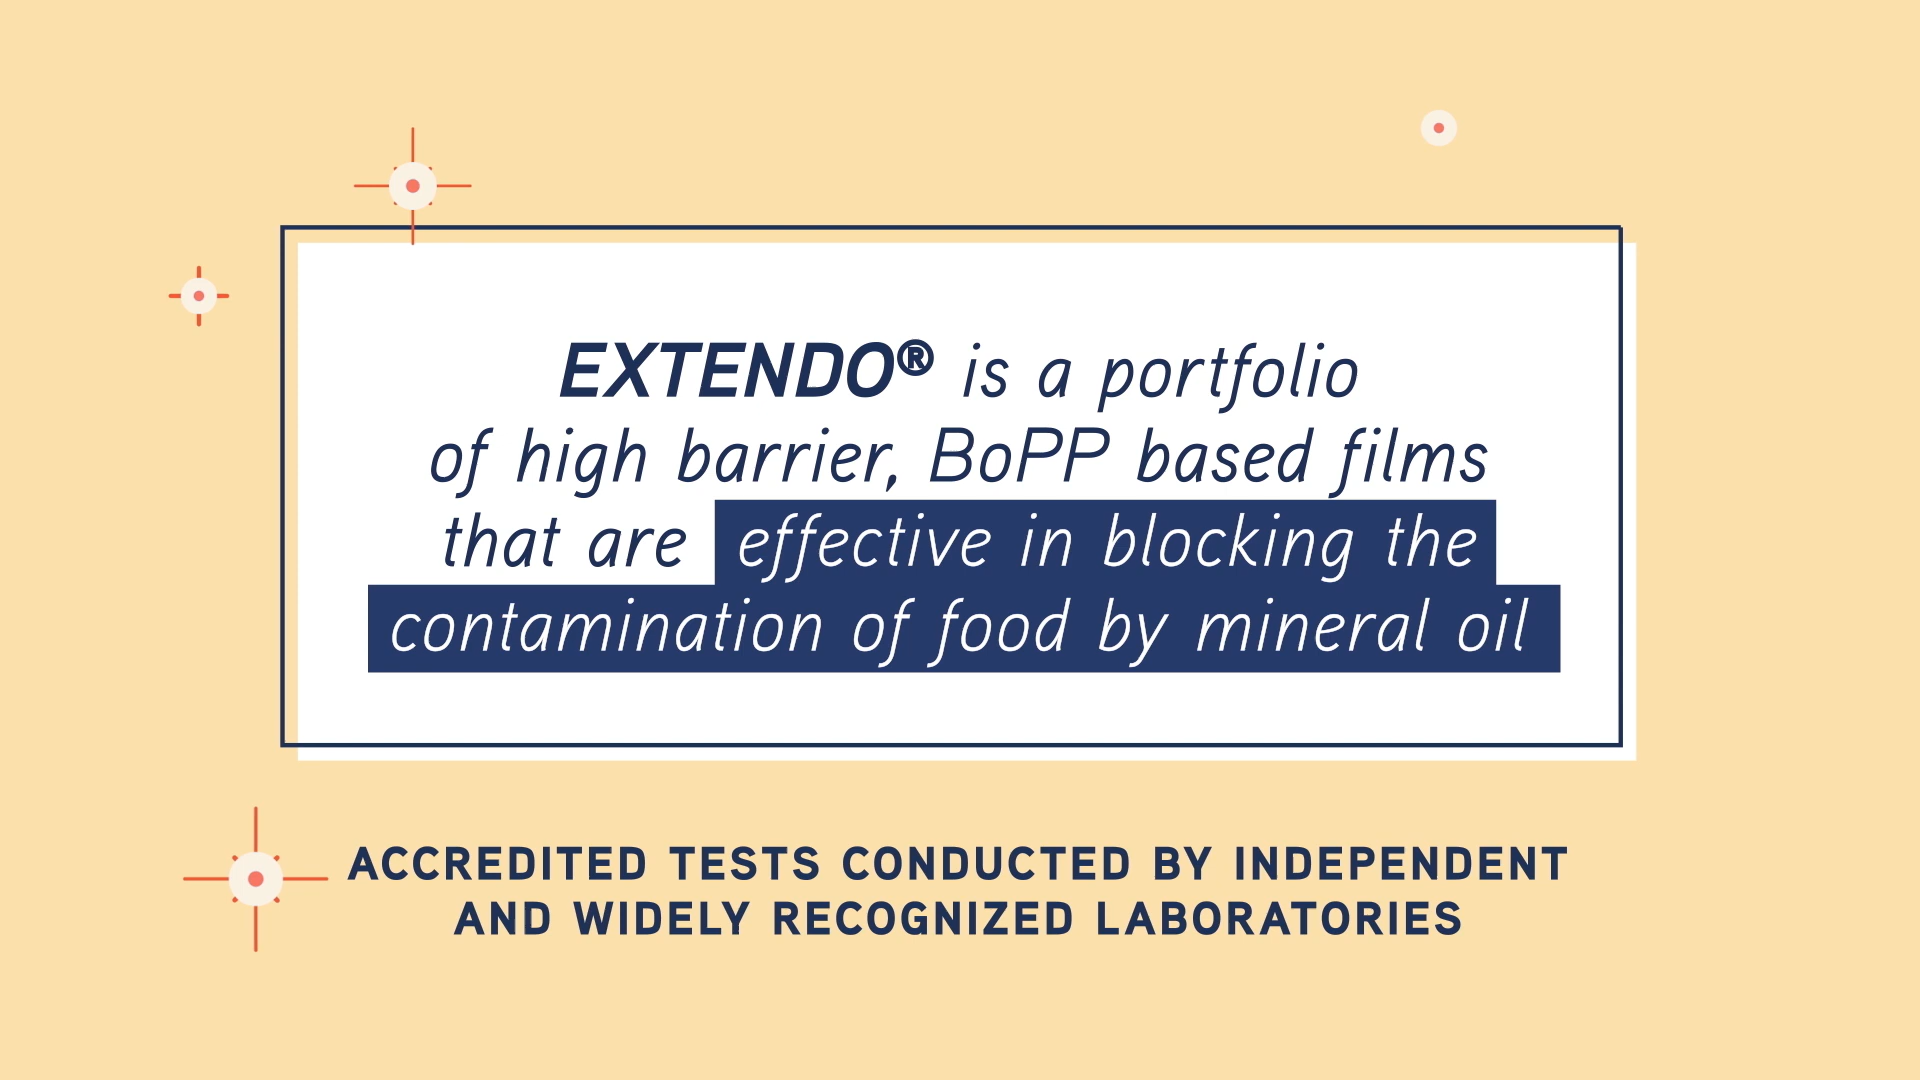 EXTENDO® is a portfolio
of high barrier, BoPP based films
that are effective in blocking the
contamination of food by mineral oil
ACCREDITED TESTS CONDUCTED BY INDEPENDENT
AND WIDELY RECOGNIZED LABORATORIES